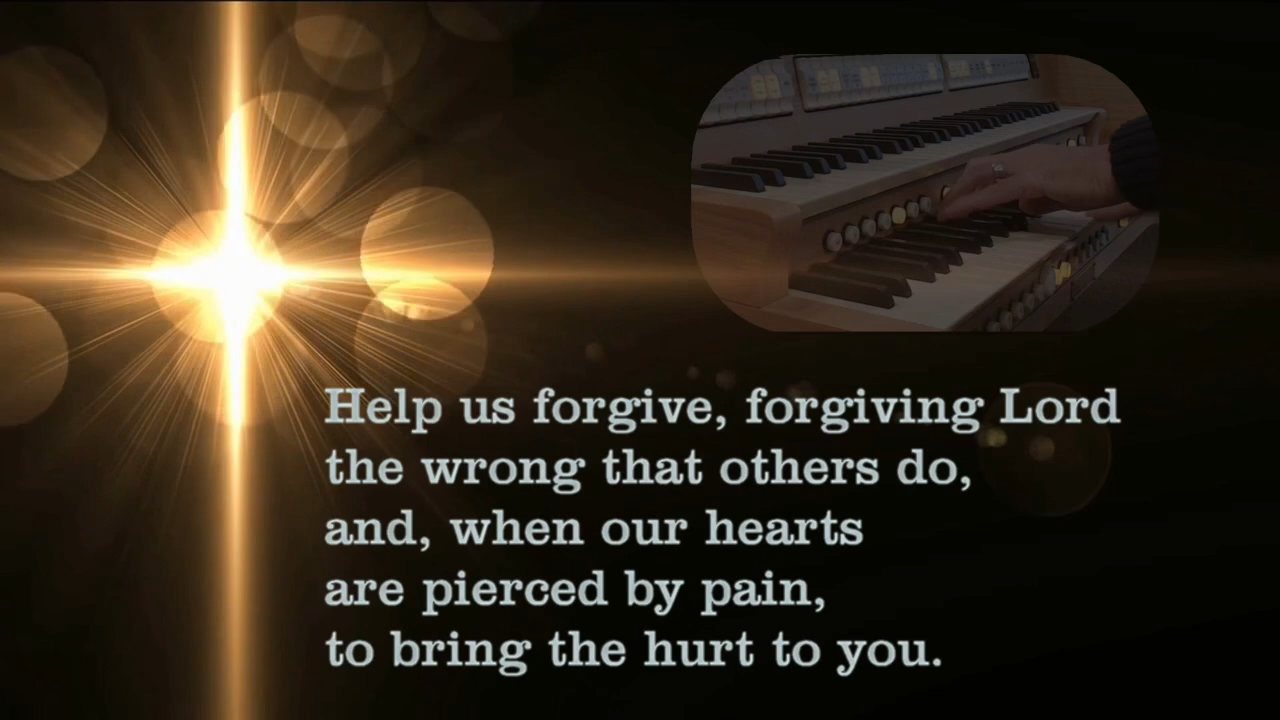 Help us forgive, forgiving Lord
the wrong that others do,
and, when our hearts
are pierced by pain,
to bring the hurt to you.